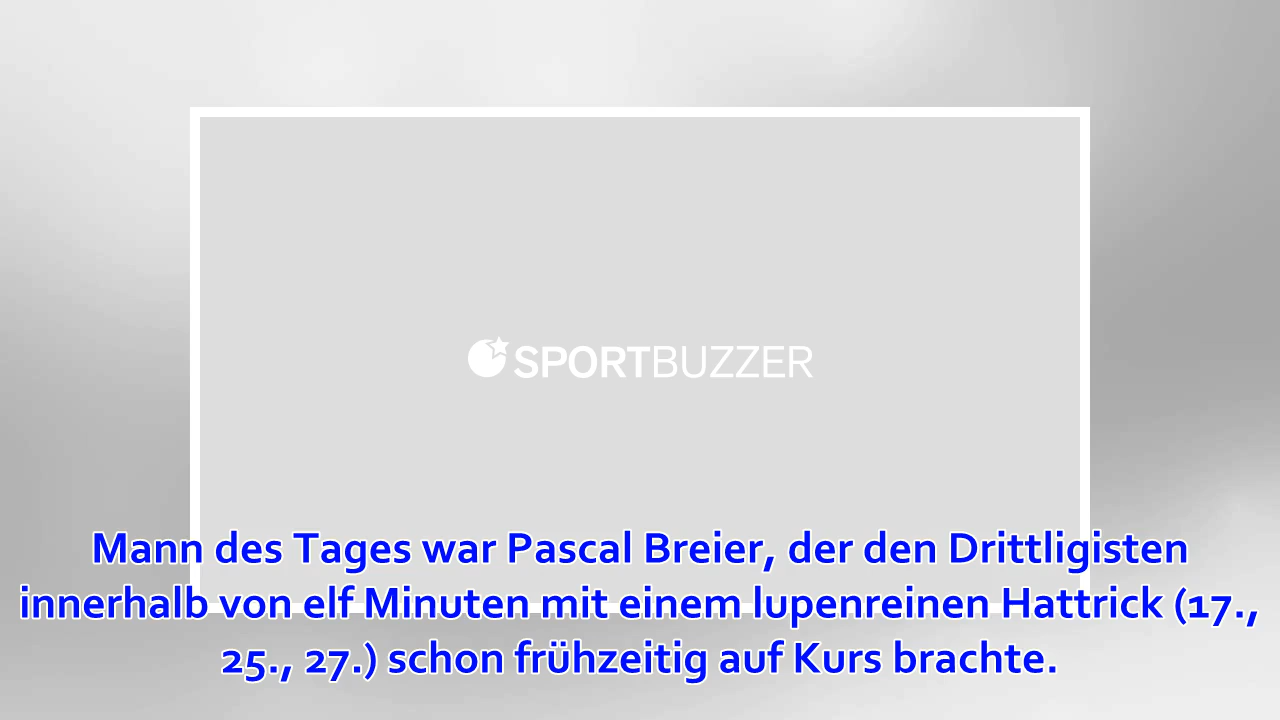 SPORTBUZZER
Mann des Tages war Pascal Breier, der den Drittligisten
innerhalb von elf Minuten mit einem lupenreinen Hattrick (17.,
25., 27.) schon frühzeitig auf Kurs brachte.